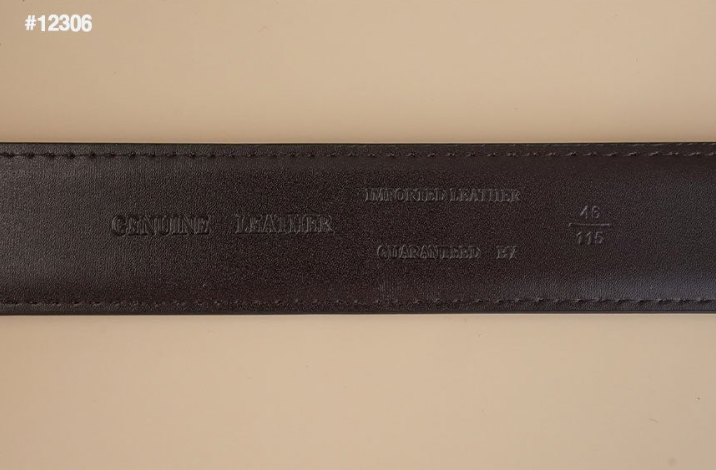 #12306
GENUINE LEATHER
IMPORTED LEATHER
GUARANTEED BY
46
115